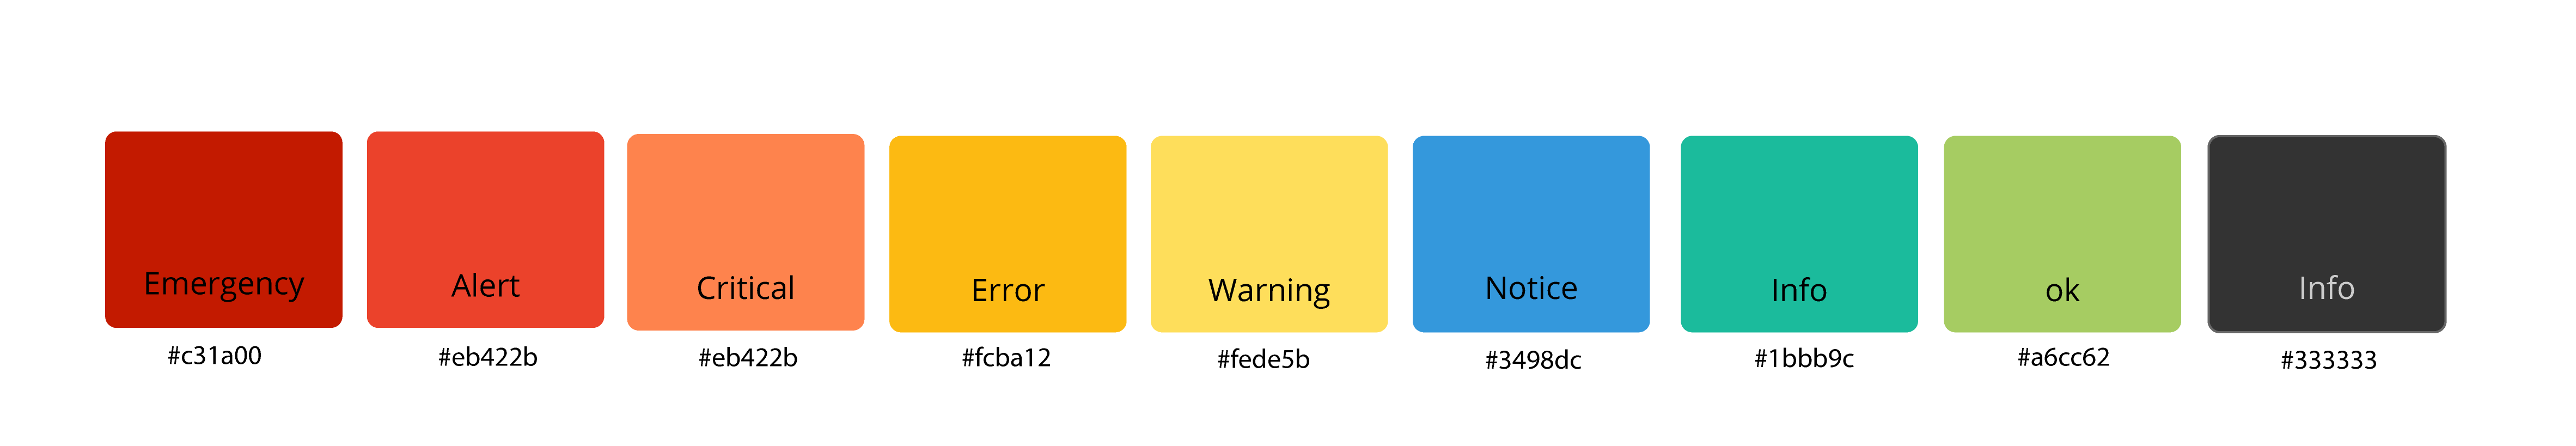 Emergency
Alert
Critical
Error
Warning
Notice
Info
ok
Info
#c31a00
#eb422b
#eb422b
#fcba12
#fede5b
#3498dc
#1bbb9c
#a6cc62
#333333